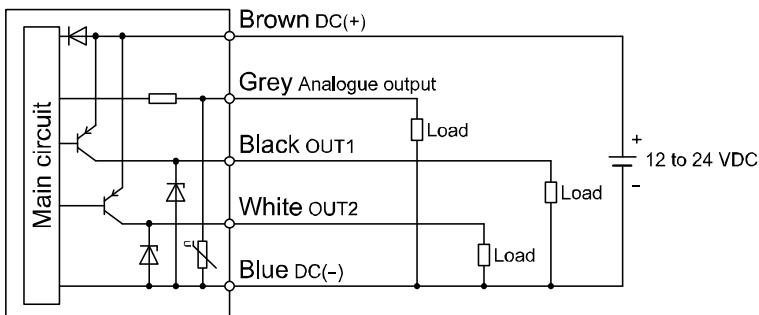 Brown DC(+)
Grey Analogue output
Load
Black OUT1
+
12 to 24 VDC
−
Load
White OUT2
Load
Blue DC(−)
Main circuit
u